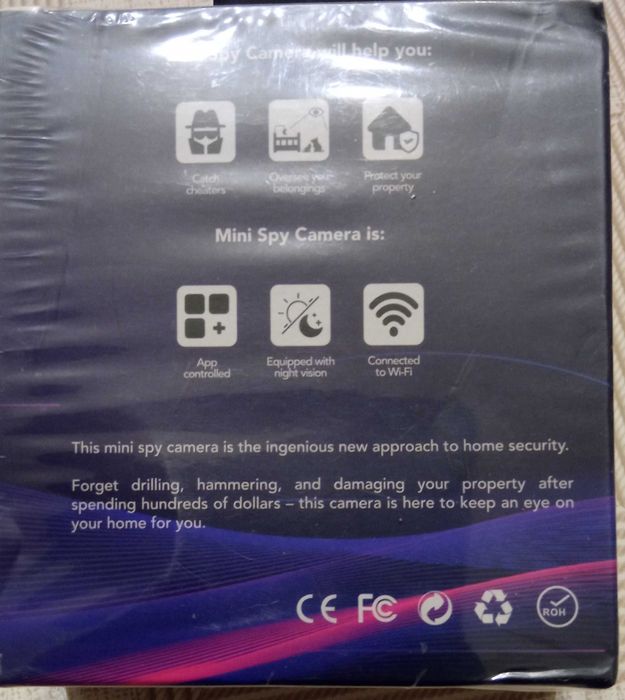 Spy Camera will help you:
Catch
cheaters
Oversee your
belongings
Protect your
property
Mini Spy Camera is:
App
controlled
Equipped with
night vision
Connected
to Wi-Fi
This mini spy camera is the ingenious new approach to home security.
Forget drilling, hammering, and damaging your property after
spending hundreds of dollars – this camera is here to keep an eye on
your home for you.
CE FC ROH